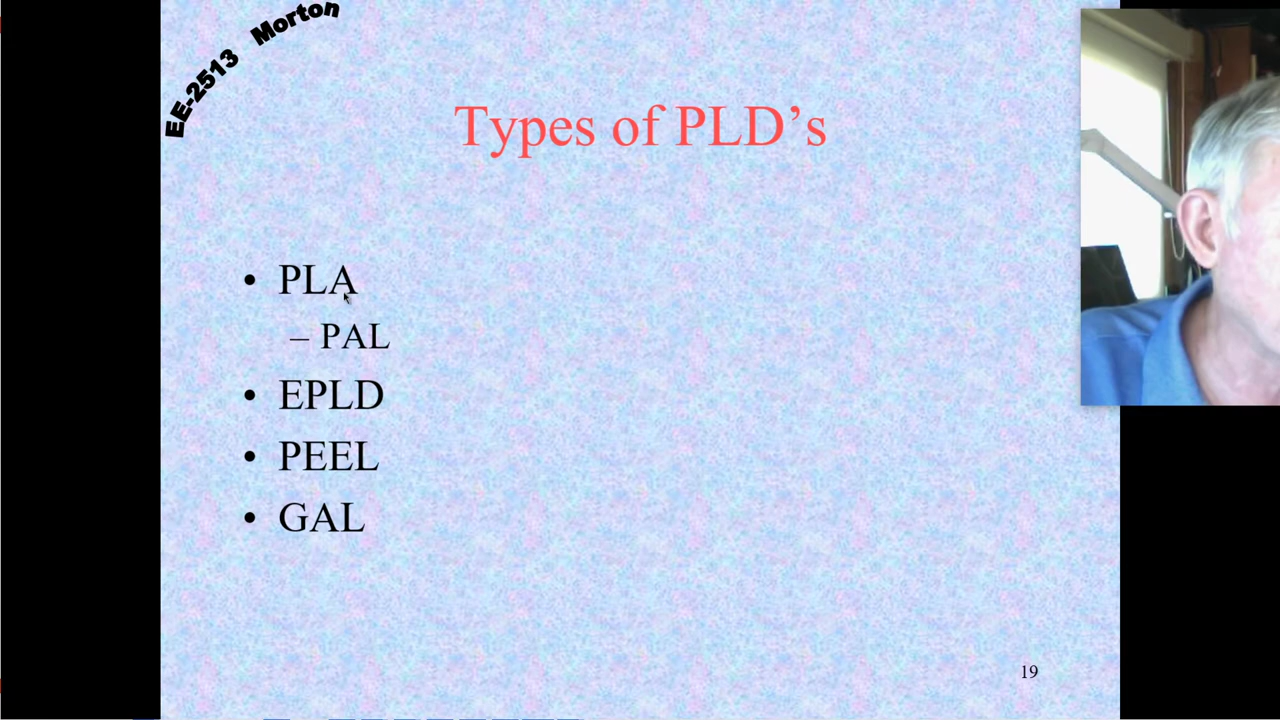 EE-2513 Morton
Types of PLD’s
• PLA
– PAL
• EPLD
• PEEL
• GAL
19